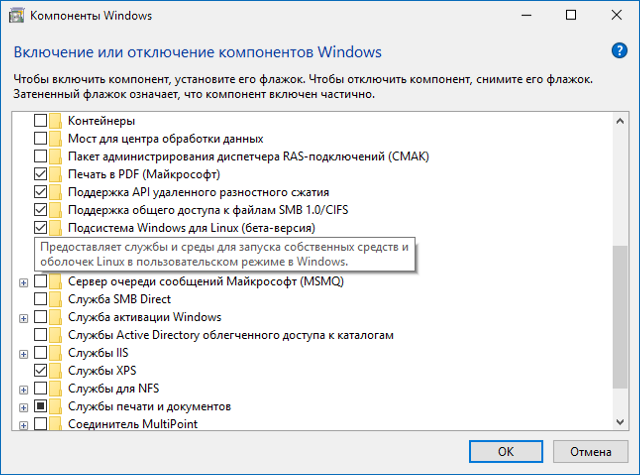 Компоненты Windows
Включение или отключение компонентов Windows
?
Чтобы включить компонент, установите его флажок. Чтобы отключить компонент, снимите его флажок.
Затененный флажок означает, что компонент включен частично.
Контейнеры
Мост для центра обработки данных
Пакет администрирования диспетчера RAS-подключений (CMAK)
Печать в PDF (Майкрософт)
Поддержка API удаленного разностного сжатия
Поддержка общего доступа к файлам SMB 1.0/CIFS
Подсистема Windows для Linux (бета-версия)
Предоставляет службы и среды для запуска собственных средств и
оболочек Linux в пользовательском режиме в Windows.
Сервер очереди сообщений Майкрософт (MSMQ)
Служба SMB Direct
Служба активации Windows
Службы Active Directory облегченного доступа к каталогам
Службы IIS
Службы XPS
Службы для NFS
Службы печати и документов
Соединитель MultiPoint
OK
Отмена